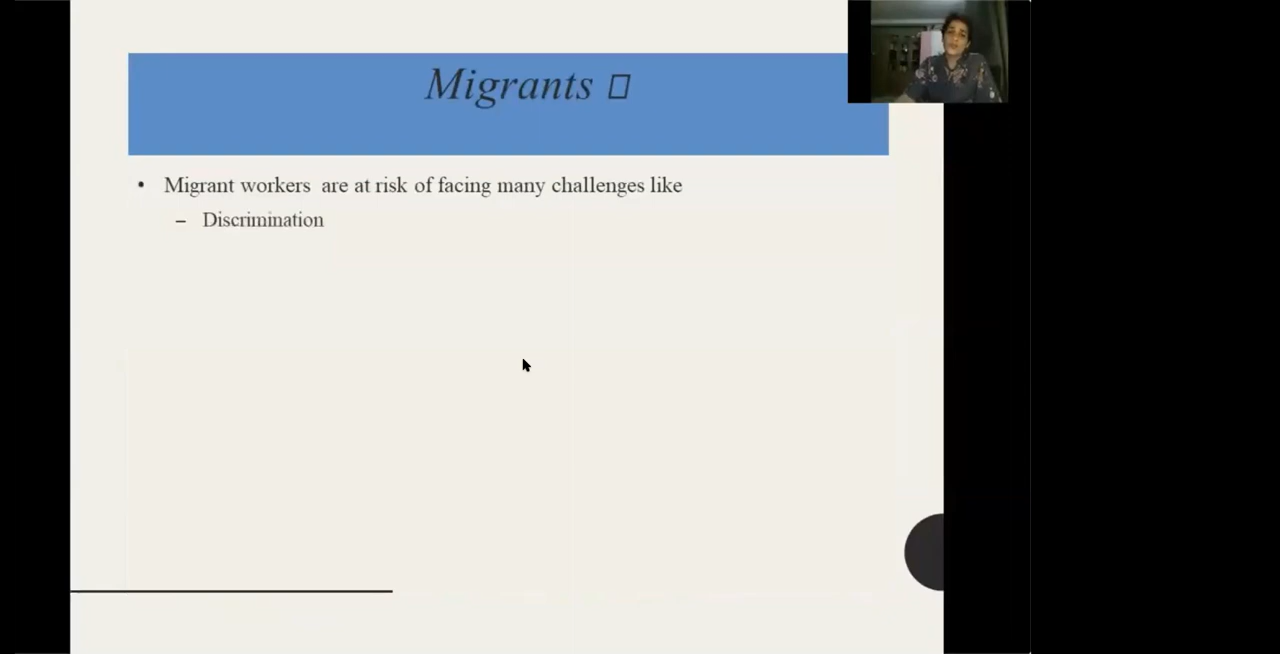 Migrants
• Migrant workers are at risk of facing many challenges like
– Discrimination